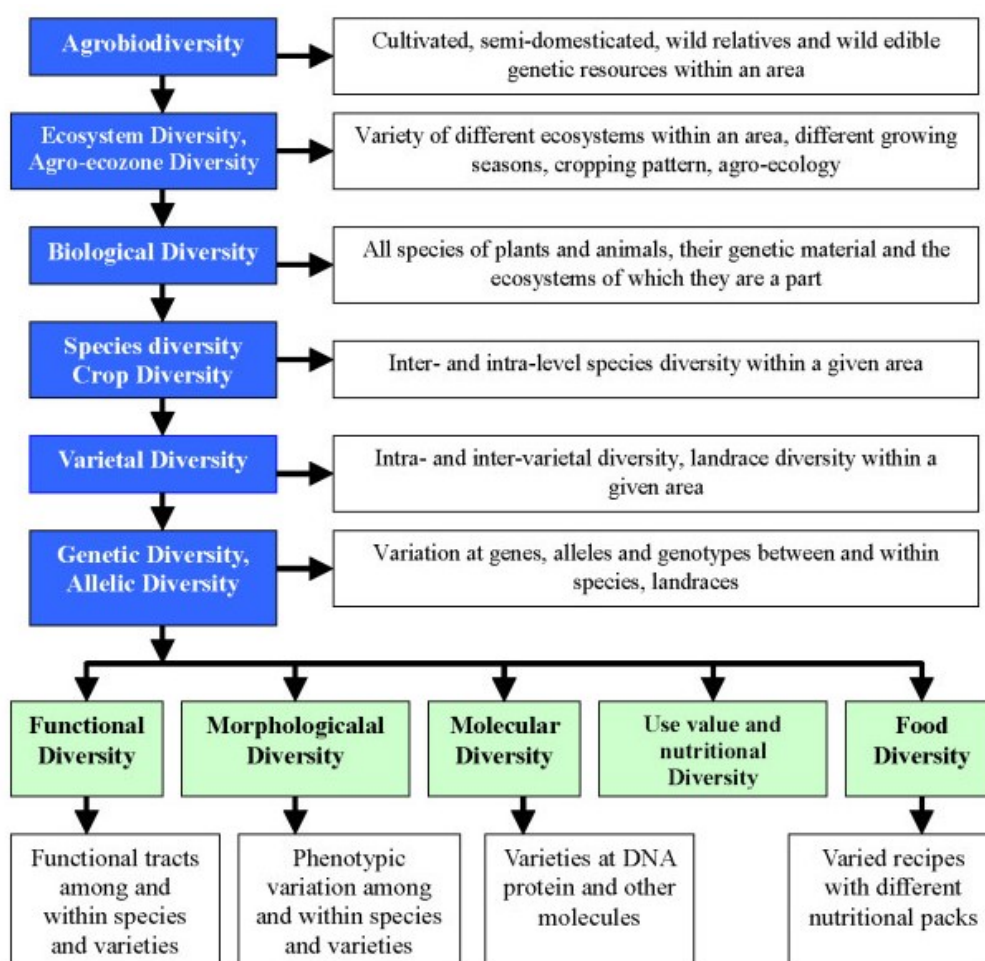 Agrobiodiversity
Cultivated, semi-domesticated, wild relatives and wild edible
genetic resources within an area
Ecosystem Diversity,
Agro-ecozone Diversity
Variety of different ecosystems within an area, different growing
seasons, cropping pattern, agro-ecology
Biological Diversity
All species of plants and animals, their genetic material and the
ecosystems of which they are a part
Species diversity
Crop Diversity
Inter- and intra-level species diversity within a given area
Varietal Diversity
Intra- and inter-varietal diversity, landrace diversity within a
given area
Genetic Diversity,
Allelic Diversity
Variation at genes, alleles and genotypes between and within
species, landraces
Functional
Diversity
Morphologicalal
Diversity
Molecular
Diversity
Use value and
nutritional
Diversity
Food
Diversity
Functional tracts
among and
within species
and varieties
Phenotypic
variation among
and within species
and varieties
Varieties at DNA
protein and other
molecules
Varied recipes
with different
nutritional packs